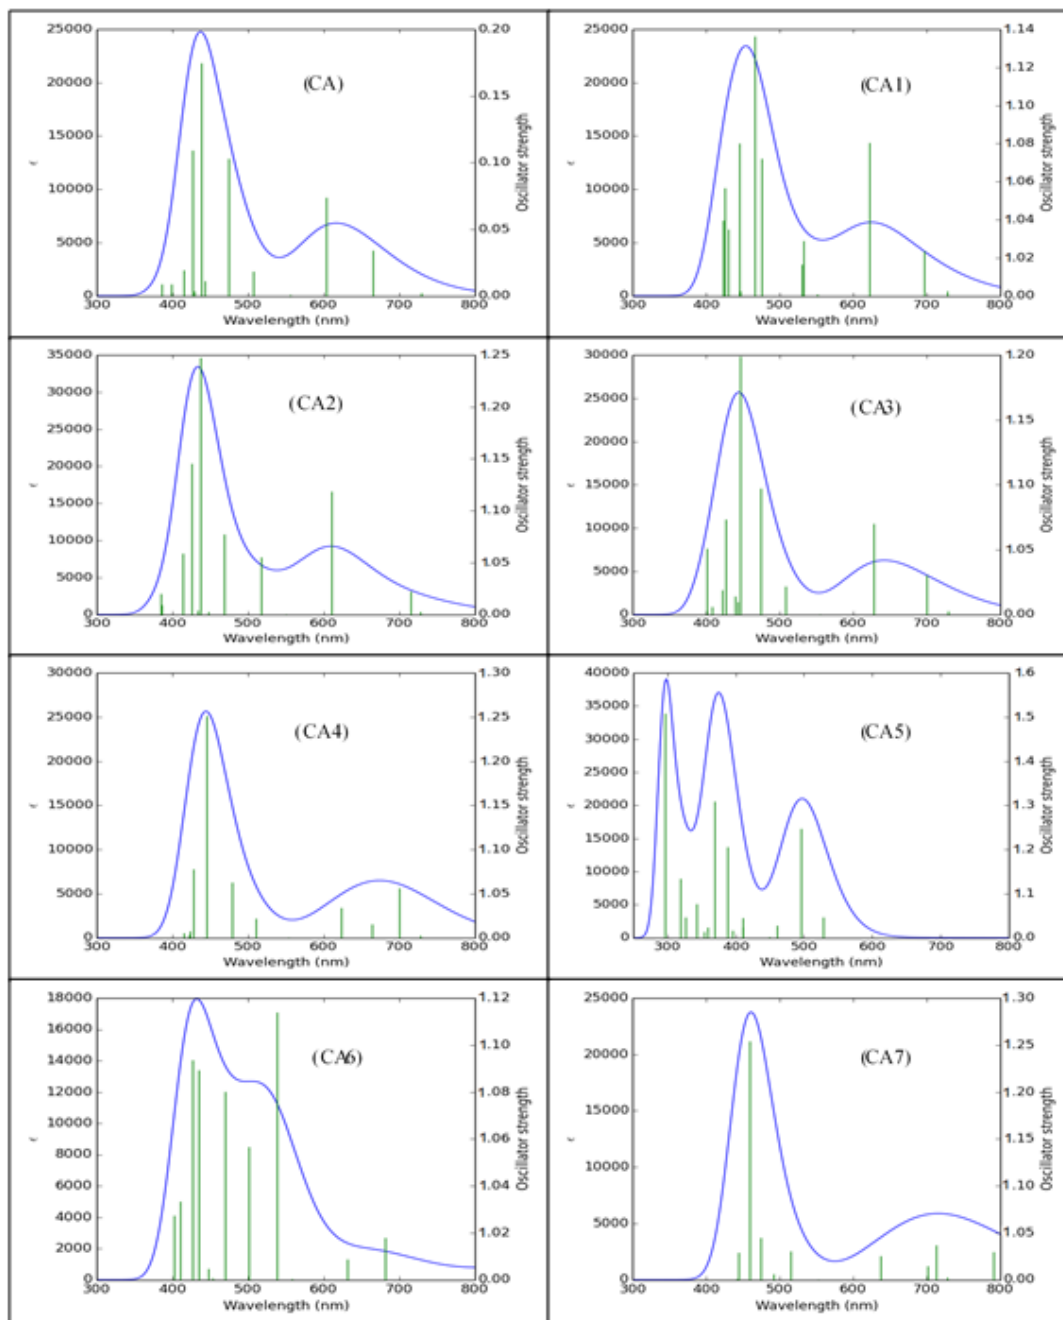 (CA)
25000
20000
15000
10000
5000
0
0.20
0.15
0.10
0.05
0.00
300 400 500 600 700 800
Wavelength (nm)
ϵ
Oscillator strength
(CA1)
25000
20000
15000
10000
5000
0
1.14
1.12
1.10
1.08
1.06
1.04
1.02
0.00
300 400 500 600 700 800
Wavelength (nm)
ϵ
Oscillator strength
(CA2)
35000
30000
25000
20000
15000
10000
5000
0
1.25
1.20
1.15
1.10
1.05
0.00
300 400 500 600 700 800
Wavelength (nm)
ϵ
Oscillator strength
(CA3)
30000
25000
20000
15000
10000
5000
0
1.20
1.15
1.10
1.05
0.00
300 400 500 600 700 800
Wavelength (nm)
ϵ
Oscillator strength
(CA4)
30000
25000
20000
15000
10000
5000
0
1.30
1.25
1.20
1.15
1.10
1.05
0.00
300 400 500 600 700 800
Wavelength (nm)
ϵ
Oscillator strength
(CA5)
40000
35000
30000
25000
20000
15000
10000
5000
0
1.6
1.5
1.4
1.3
1.2
1.1
0.0
300 400 500 600 700 800
Wavelength (nm)
ϵ
Oscillator strength
(CA6)
18000
16000
14000
12000
10000
8000
6000
4000
2000
0
1.12
1.10
1.08
1.06
1.04
1.02
0.00
300 400 500 600 700 800
Wavelength (nm)
ϵ
Oscillator strength
(CA7)
25000
20000
15000
10000
5000
0
1.30
1.25
1.20
1.15
1.10
1.05
0.00
300 400 500 600 700 800
Wavelength (nm)
ϵ
Oscillator strength